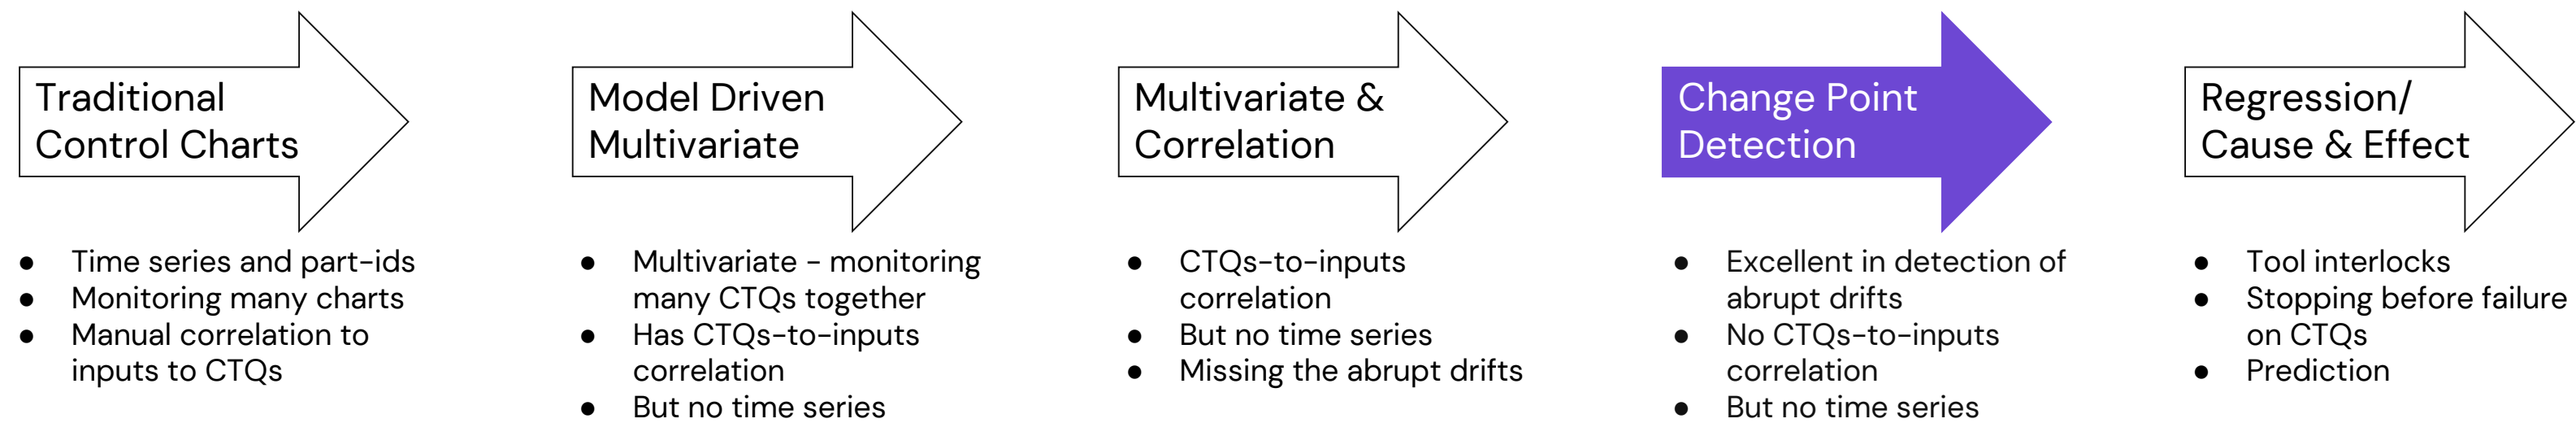 Traditional
Control Charts
● Time series and part-ids
● Monitoring many charts
● Manual correlation to
inputs to CTQs
Model Driven
Multivariate
● Multivariate - monitoring
many CTQs together
● Has CTQs-to-inputs
correlation
● But no time series
Multivariate &
Correlation
● CTQs-to-inputs
correlation
● But no time series
● Missing the abrupt drifts
Change Point
Detection
● Excellent in detection of
abrupt drifts
● No CTQs-to-inputs
correlation
● But no time series
Regression/
Cause & Effect
● Tool interlocks
● Stopping before failure
on CTQs
● Prediction